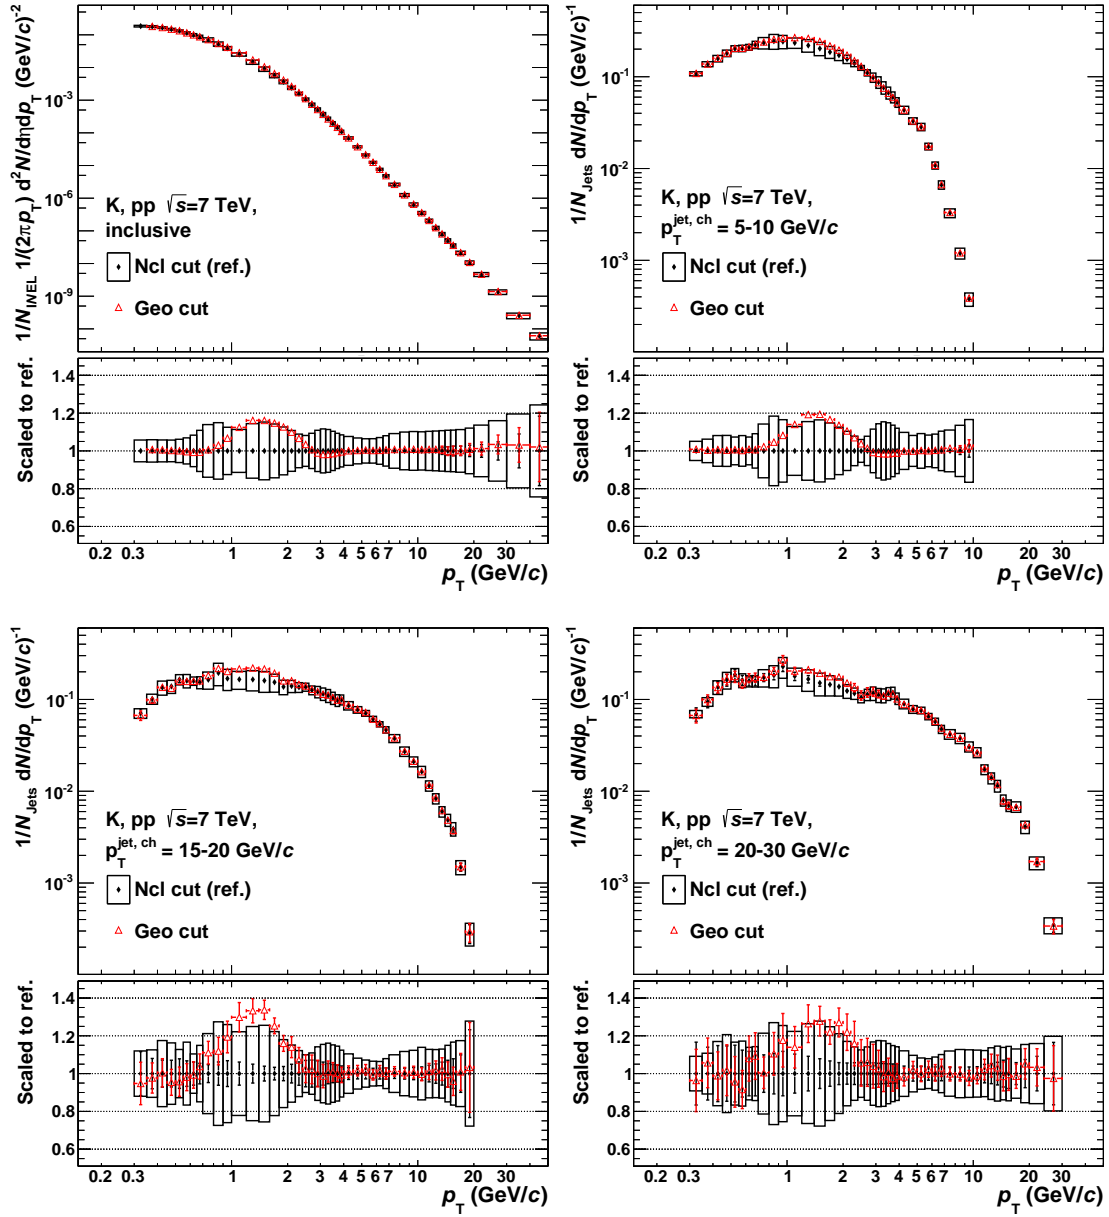 1/N_INEL 1/(2πp_T) d²N/dηdp_T (GeV/c)⁻²
10⁻³
10⁻⁶
10⁻⁹
K, pp √s=7 TeV,
inclusive
Ncl cut (ref.)
Geo cut
Scaled to ref.
1.4
1.2
1
0.8
0.6
0.2 0.3 1 2 3 4 5 6 7 10 20 30
p_T (GeV/c)
1/N_Jets dN/dp_T (GeV/c)⁻¹
10⁻¹
10⁻²
10⁻³
K, pp √s=7 TeV,
p_T^jet, ch = 5-10 GeV/c
Ncl cut (ref.)
Geo cut
Scaled to ref.
1.4
1.2
1
0.8
0.6
0.2 0.3 1 2 3 4 5 6 7 10 20 30
p_T (GeV/c)
1/N_Jets dN/dp_T (GeV/c)⁻¹
10⁻¹
10⁻²
10⁻³
K, pp √s=7 TeV,
p_T^jet, ch = 15-20 GeV/c
Ncl cut (ref.)
Geo cut
Scaled to ref.
1.4
1.2
1
0.8
0.6
0.2 0.3 1 2 3 4 5 6 7 10 20 30
p_T (GeV/c)
1/N_Jets dN/dp_T (GeV/c)⁻¹
10⁻¹
10⁻²
10⁻³
K, pp √s=7 TeV,
p_T^jet, ch = 20-30 GeV/c
Ncl cut (ref.)
Geo cut
Scaled to ref.
1.4
1.2
1
0.8
0.6
0.2 0.3 1 2 3 4 5 6 7 10 20 30
p_T (GeV/c)